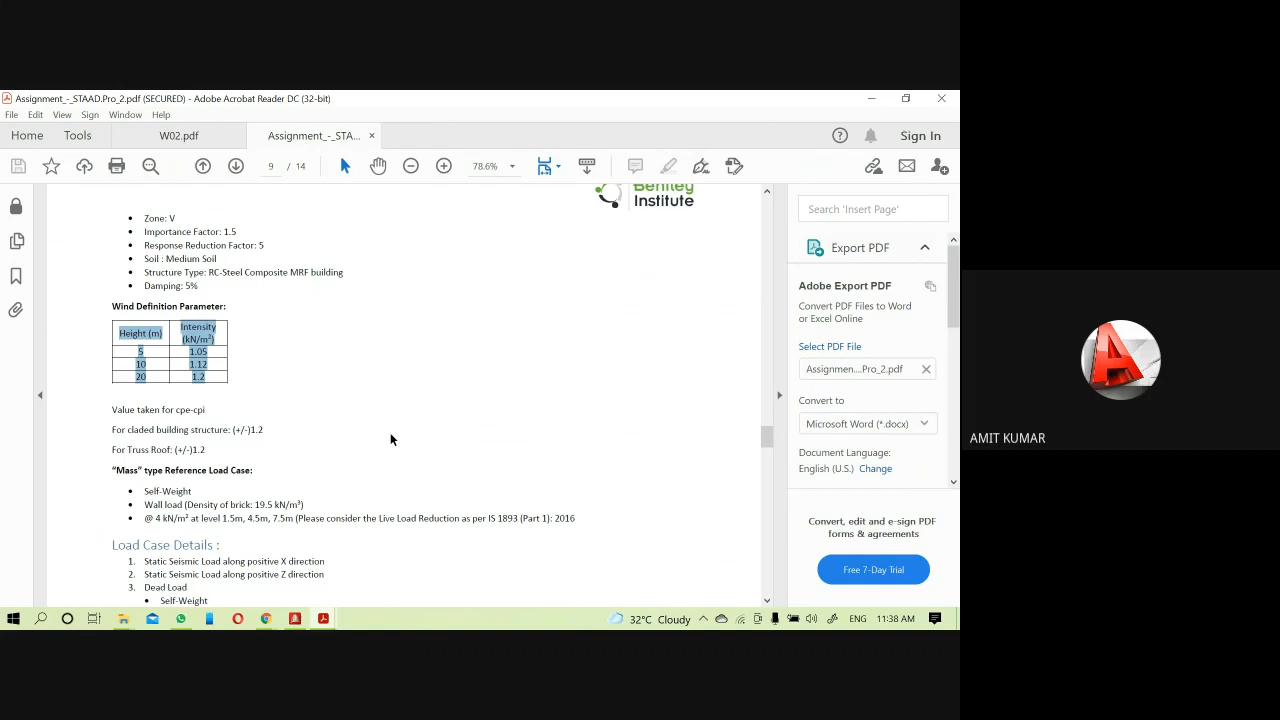 Assignment_-_STAAD.Pro_2.pdf (SECURED) - Adobe Acrobat Reader DC (32-bit)
File Edit View Sign Window Help
Home Tools W02.pdf Assignment_-_STA... × Sign In
9 / 14 78.6%
Bentley
Institute
• Zone: V
• Importance Factor: 1.5
• Response Reduction Factor: 5
• Soil : Medium Soil
• Structure Type: RC-Steel Composite MRF building
• Damping: 5%
Wind Definition Parameter:
Height (m) Intensity (kN/m²)
5 1.05
10 1.12
20 1.2
Value taken for cpe-cpi
For claded building structure: (+/-)1.2
For Truss Roof: (+/-)1.2
“Mass” type Reference Load Case:
• Self-Weight
• Wall load (Density of brick: 19.5 kN/m³)
• @ 4 kN/m² at level 1.5m, 4.5m, 7.5m (Please consider the Live Load Reduction as per IS 1893 (Part 1): 2016
Load Case Details :
1. Static Seismic Load along positive X direction
2. Static Seismic Load along positive Z direction
3. Dead Load
• Self-Weight
Search 'Insert Page'
Export PDF
Adobe Export PDF
Convert PDF Files to Word
or Excel Online
Select PDF File
Assignmen....Pro_2.pdf
Convert to
Microsoft Word (*.docx)
Document Language:
English (U.S.) Change
Convert, edit and e-sign PDF
forms & agreements
Free 7-Day Trial
32°C Cloudy ENG 11:38 AM
AMIT KUMAR